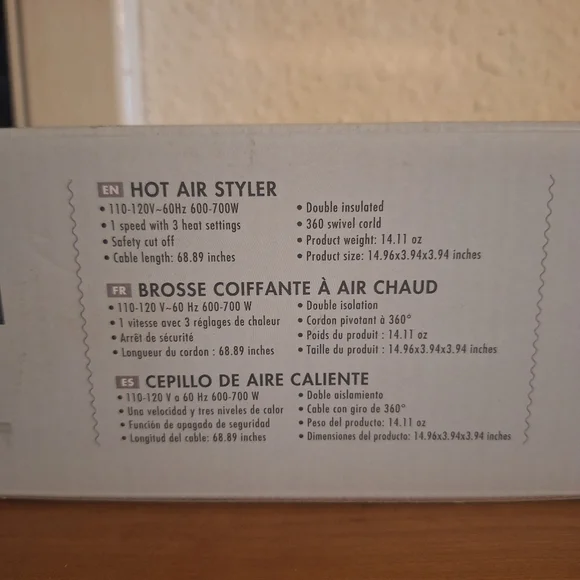 EN HOT AIR STYLER
• 110-120V~60Hz 600-700W
• 1 speed with 3 heat settings
• Safety cut off
• Cable length: 68.89 inches
• Double insulated
• 360 swivel corld
• Product weight: 14.11 oz
• Product size: 14.96x3.94x3.94 inches
FR BROSSE COIFFANTE À AIR CHAUD
• 110-120 V~60 Hz 600-700 W
• 1 vitesse avec 3 réglages de chaleur
• Arrêt de sécurité
• Longueur du cordon : 68.89 inches
• Double isolation
• Cordon pivotant à 360°
• Poids du produit : 14.11 oz
• Taille du produit : 14.96x3.94x3.94 inches
ES CEPILLO DE AIRE CALIENTE
• 110-120 V a 60 Hz 600-700 W
• Una velocidad y tres niveles de calor
• Función de apagado de seguridad
• Longitud del cable: 68.89 inches
• Doble aislamiento
• Cable con giro de 360°
• Peso del producto: 14.11 oz
• Dimensiones del producto: 14.96x3.94x3.94 inches